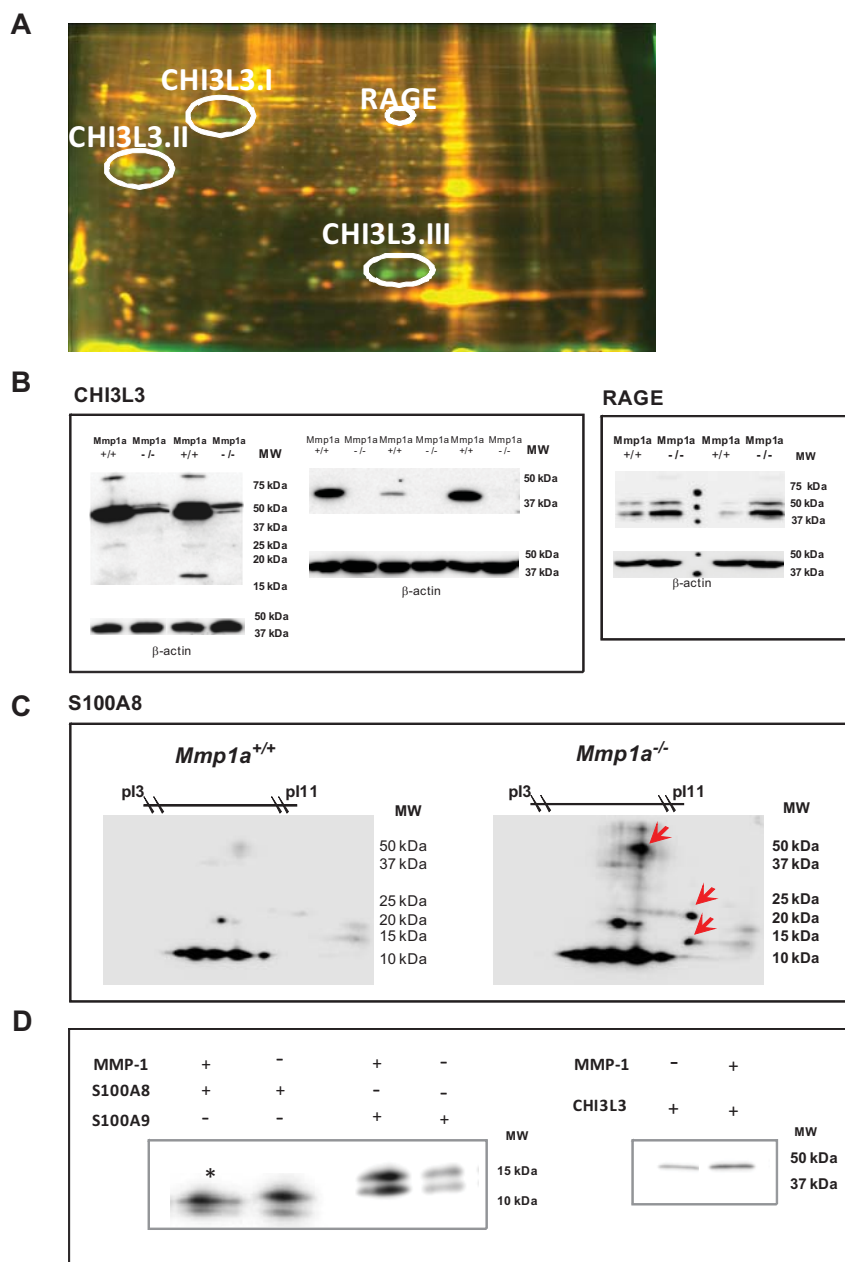 A
CHI3L3.I
RAGE
CHI3L3.II
CHI3L3.III
B
CHI3L3
RAGE
Mmp1a Mmp1a Mmp1a Mmp1a
+/+ -/- +/+ -/- MW
75 kDa
50 kDa
37 kDa
25 kDa
20 kDa
15 kDa
50 kDa
37 kDa
β-actin
Mmp1a Mmp1a Mmp1a Mmp1a Mmp1a Mmp1a
+/+ -/- +/+ -/- +/+ -/- MW
50 kDa
37 kDa
50 kDa
37 kDa
β-actin
Mmp1a Mmp1a Mmp1a Mmp1a
+/+ -/- +/+ -/- MW
75 kDa
50 kDa
37 kDa
50 kDa
37 kDa
β-actin
C
S100A8
Mmp1a+/+
pI3 pI11
MW
50 kDa
37 kDa
25 kDa
20 kDa
15 kDa
10 kDa
Mmp1a-/-
pI3 pI11
MW
50 kDa
37 kDa
25 kDa
20 kDa
15 kDa
10 kDa
D
MMP-1 + - + -
S100A8 + + - -
S100A9 - - + +
MW
*
15 kDa
10 kDa
MMP-1 - +
CHI3L3 + +
MW
50 kDa
37 kDa